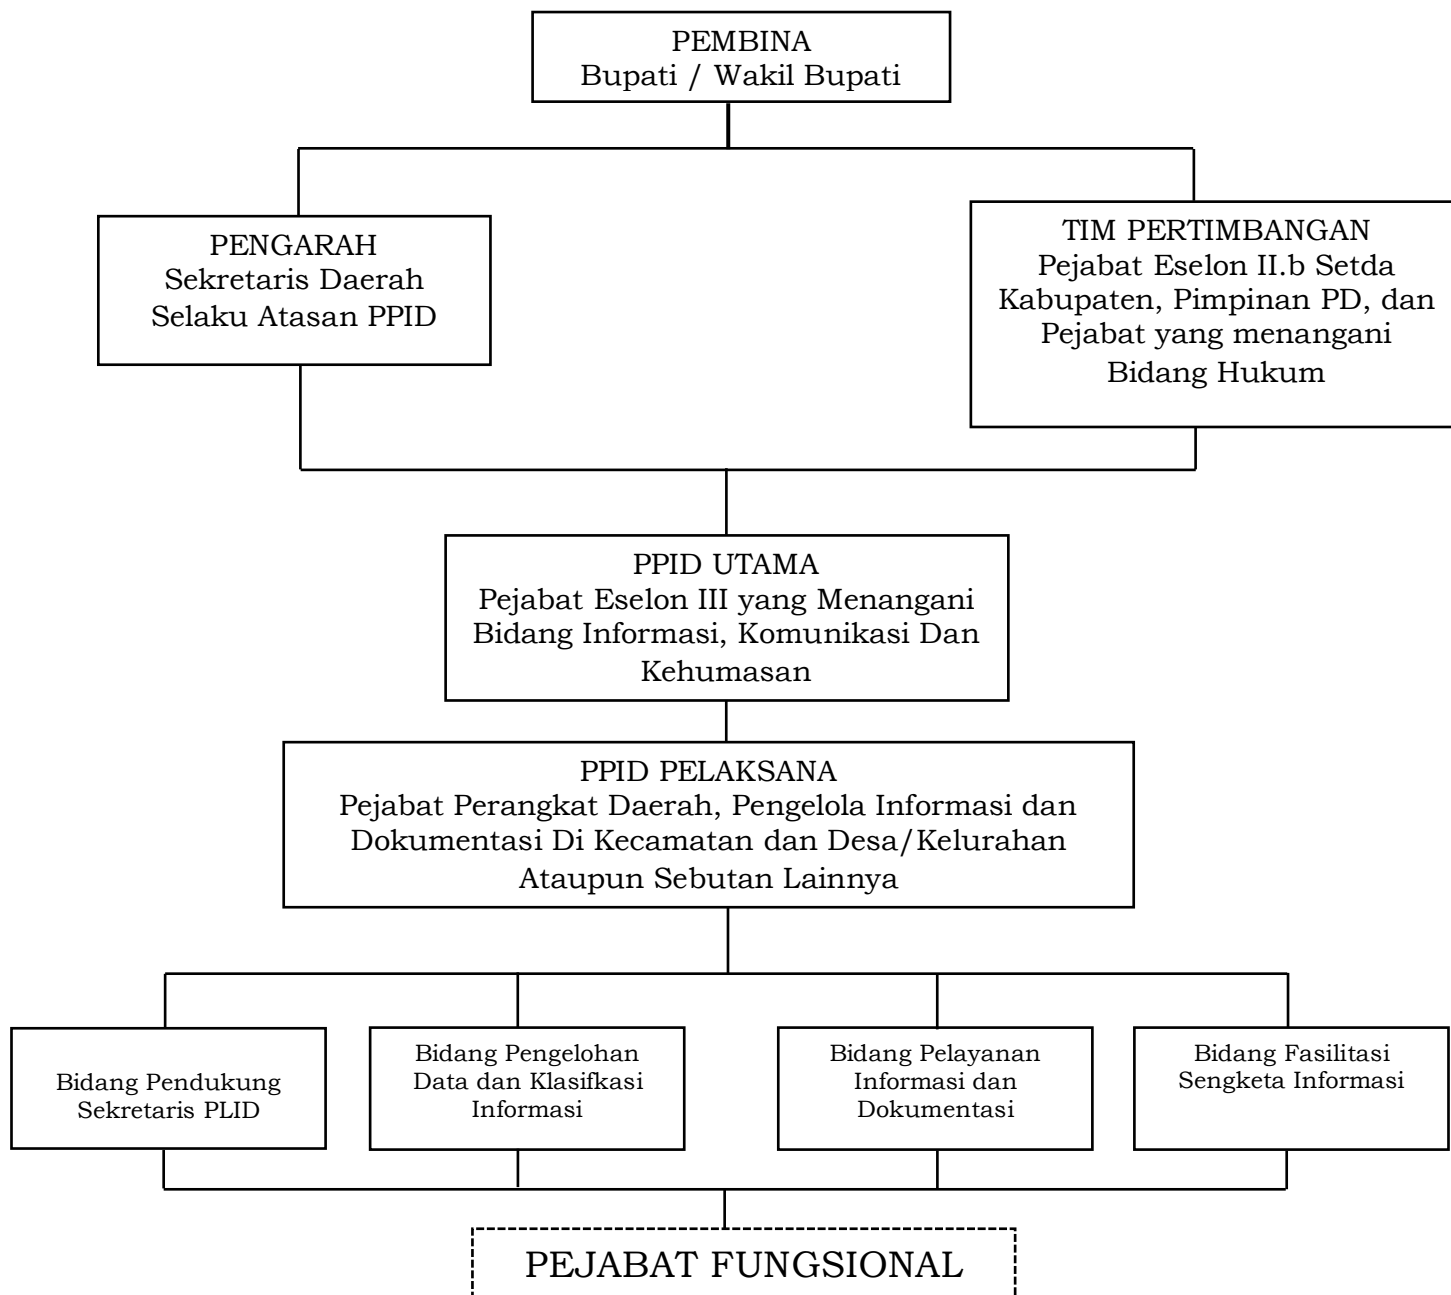 PEMBINA
Bupati / Wakil Bupati
PENGARAH
Sekretaris Daerah
Selaku Atasan PPID
TIM PERTIMBANGAN
Pejabat Eselon II.b Setda
Kabupaten, Pimpinan PD, dan
Pejabat yang menangani
Bidang Hukum
PPID UTAMA
Pejabat Eselon III yang Menangani
Bidang Informasi, Komunikasi Dan
Kehumasan
PPID PELAKSANA
Pejabat Perangkat Daerah, Pengelola Informasi dan
Dokumentasi Di Kecamatan dan Desa/Kelurahan
Ataupun Sebutan Lainnya
Bidang Pendukung
Sekretaris PLID
Bidang Pengelohan
Data dan Klasifkasi
Informasi
Bidang Pelayanan
Informasi dan
Dokumentasi
Bidang Fasilitasi
Sengketa Informasi
PEJABAT FUNGSIONAL